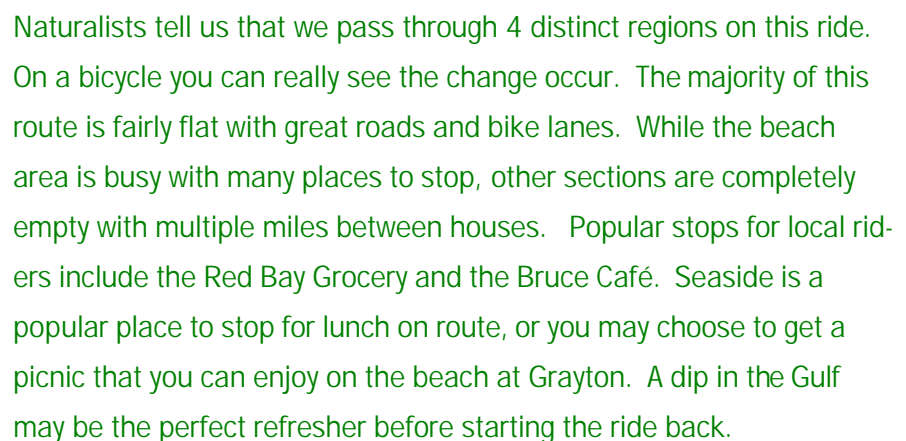 Naturalists tell us that we pass through 4 distinct regions on this ride.
On a bicycle you can really see the change occur.  The majority of this
route is fairly flat with great roads and bike lanes.  While the beach
area is busy with many places to stop, other sections are completely
empty with multiple miles between houses.   Popular stops for local rid-
ers include the Red Bay Grocery and the Bruce Café.  Seaside is a
popular place to stop for lunch on route, or you may choose to get a
picnic that you can enjoy on the beach at Grayton.  A dip in the Gulf
may be the perfect refresher before starting the ride back.